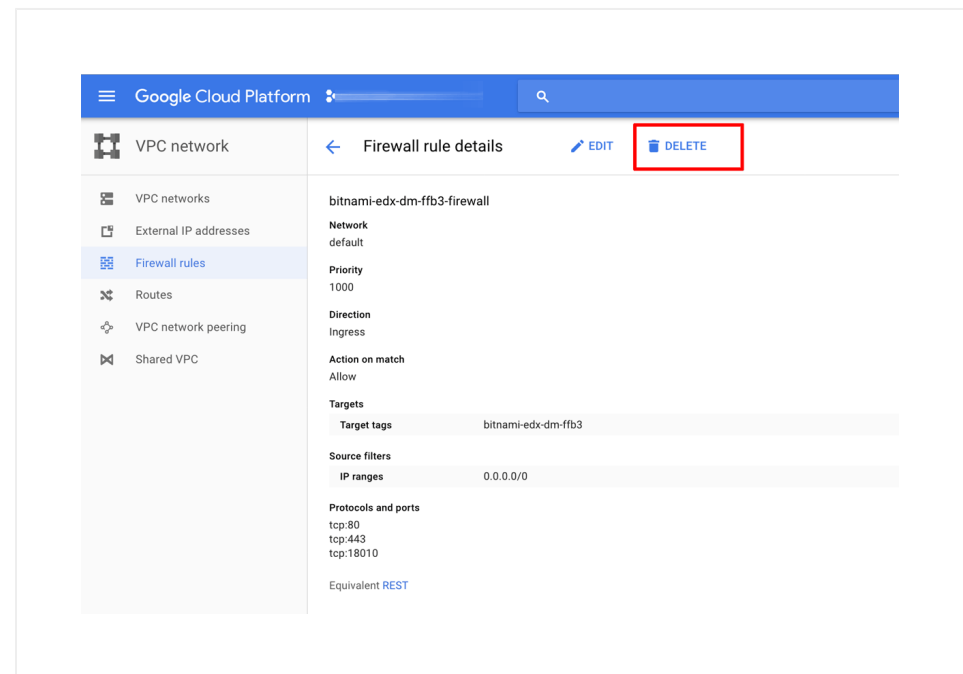 Google Cloud Platform
VPC network
Firewall rule details
EDIT
DELETE
VPC networks
External IP addresses
Firewall rules
Routes
VPC network peering
Shared VPC
bitnami-edx-dm-ffb3-firewall
Network
default
Priority
1000
Direction
Ingress
Action on match
Allow
Targets
Target tags bitnami-edx-dm-ffb3
Source filters
IP ranges 0.0.0.0/0
Protocols and ports
tcp:80
tcp:443
tcp:18010
Equivalent REST